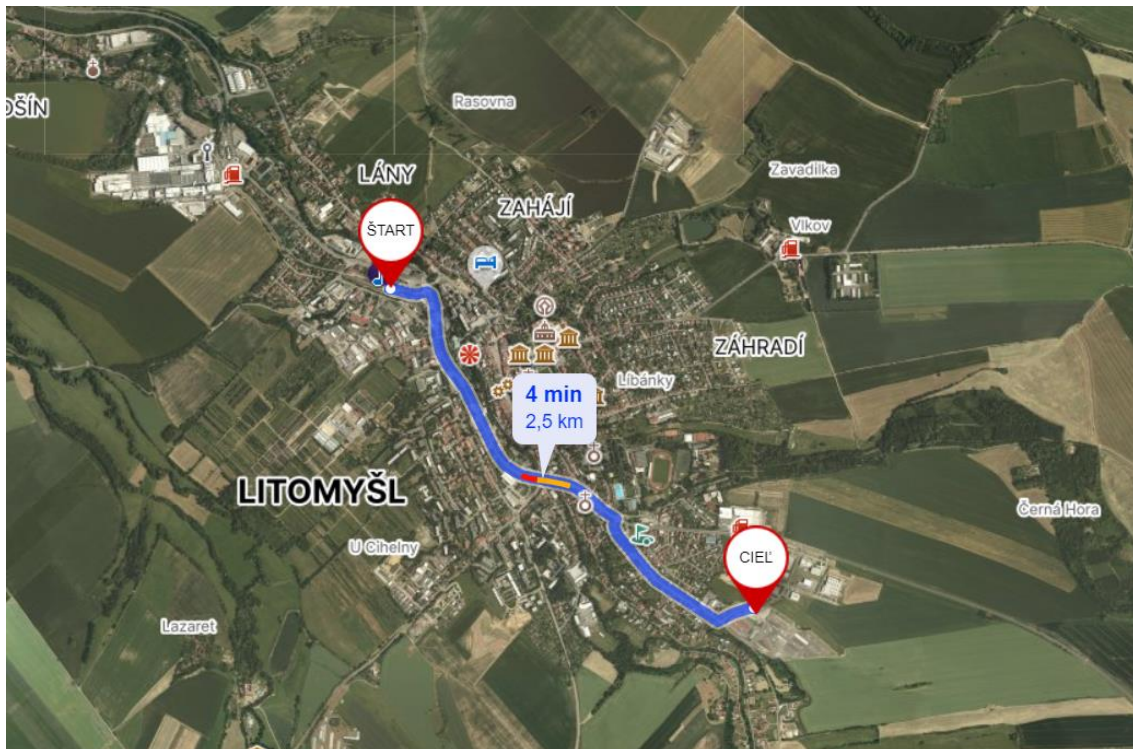 OŠÍN
Rasovna
LÁNY
ZAHÁJÍ
Zavadilka
Vlkov
ŠTART
ZÁHRADÍ
Líbánky
4 min
2,5 km
LITOMYŠL
U Cihelny
Černá Hora
CIEĽ
Lazaret